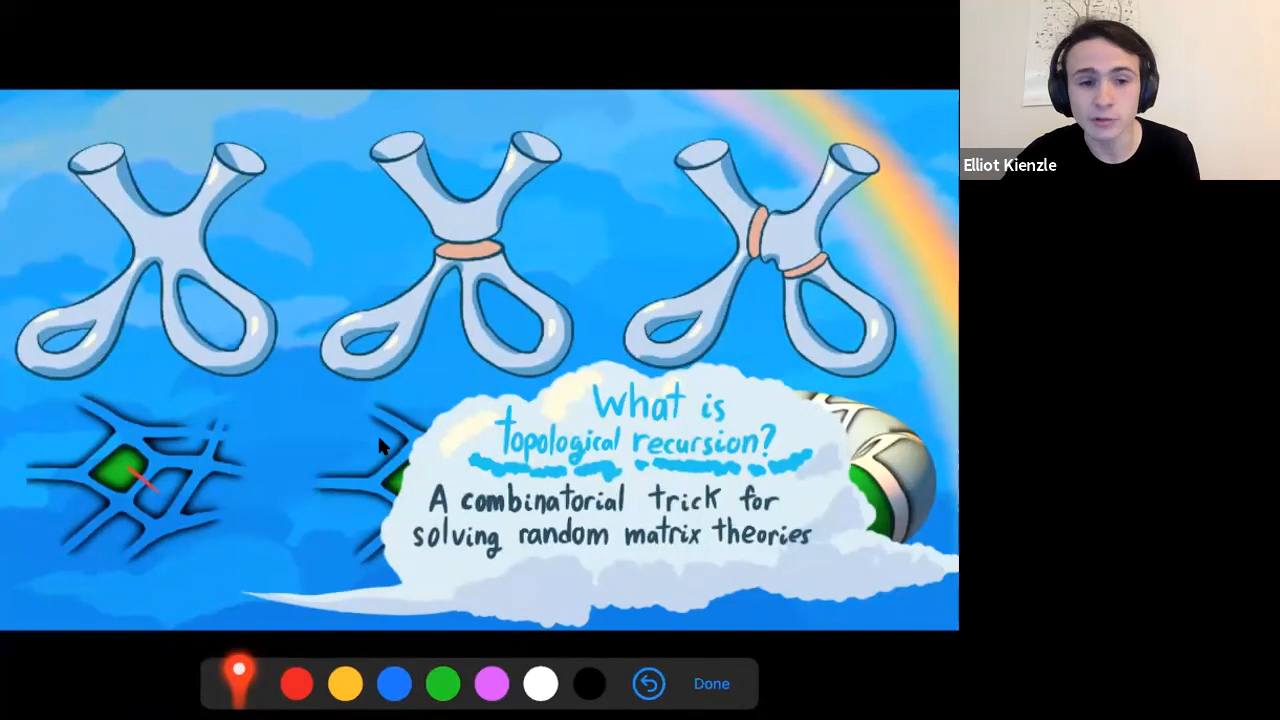 Elliot Kienzle
What is
topological recursion?
A combinatorial trick for
solving random matrix theories
Done